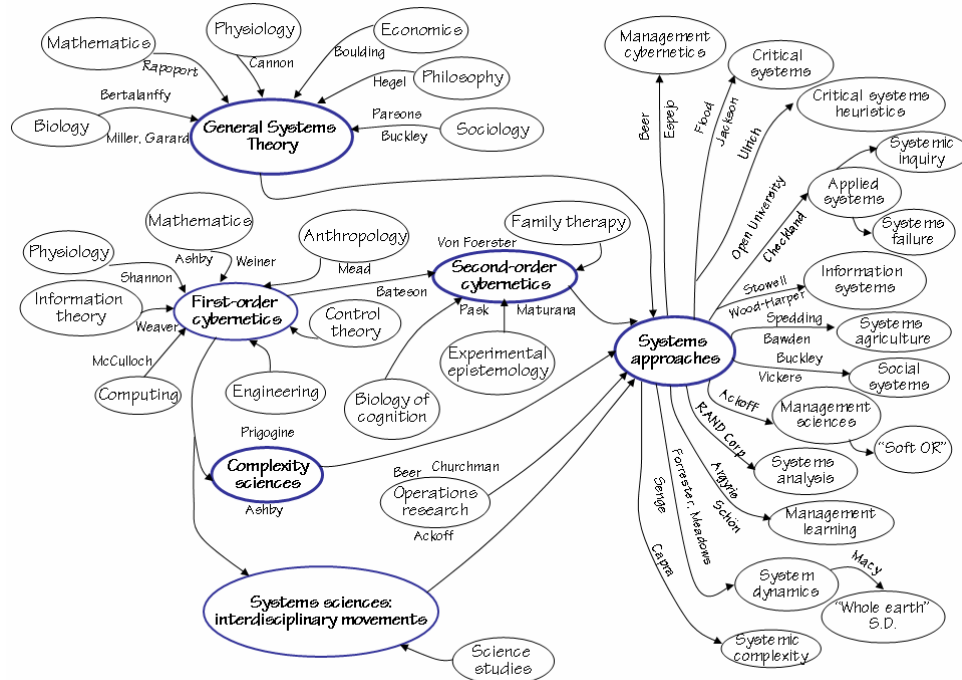 Mathematics
Physiology
Economics
Rapoport
Cannon
Boulding
Hegel
Philosophy
Bertalanffy
Biology
Miller, Garard
General Systems
Theory
Parsons
Buckley
Sociology
Management
cybernetics
Critical
systems
Critical systems
heuristics
Systemic
inquiry
Applied
systems
Systems
failure
Beer
Espejo
Flood
Jackson
Ulrich
Open University
Checkland
Mathematics
Physiology
Ashby
Weiner
Anthropology
Mead
Shannon
Information
theory
Weaver
First-order
cybernetics
Control
theory
McCulloch
Computing
Engineering
Bateson
Von Foerster
Family therapy
Second-order
cybernetics
Pask
Maturana
Experimental
epistemology
Biology of
cognition
Systems
approaches
Stowell
Wood-Harper
Information
systems
Spedding
Bawden
Systems
agriculture
Buckley
Vickers
Social
systems
Ackoff
Management
sciences
"Soft OR"
RAND Corp
Systems
analysis
Argyris
Schön
Management
learning
Forrester, Meadows
Senge
System
dynamics
Macy
"Whole earth"
S.D.
Capra
Systemic
complexity
Prigogine
Complexity
sciences
Ashby
Beer
Churchman
Operations
research
Ackoff
Systems sciences:
interdisciplinary movements
Science
studies